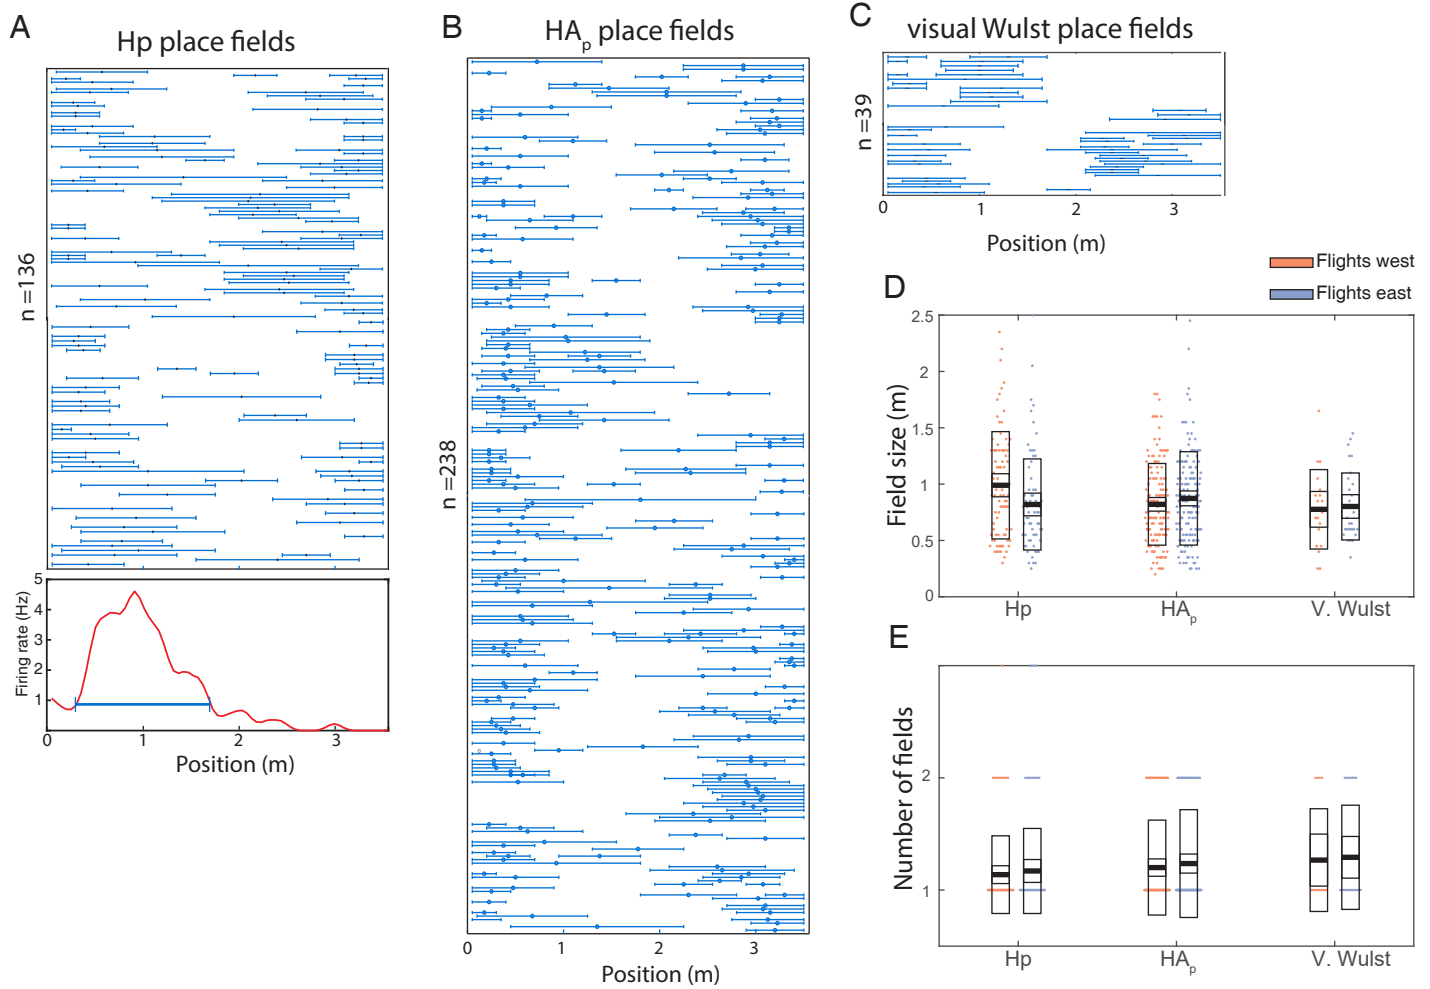 A
Hp place fields
n =136
5
4
3
2
1
Firing rate (Hz)
0 1 2 3
Position (m)
B
HAp place fields
n =238
0 1 2 3
Position (m)
C
visual Wulst place fields
n =39
0 1 2 3
Position (m)
Flights west
Flights east
D
2.5
2
1.5
1
0.5
0
Field size (m)
Hp HAp V. Wulst
E
2
1
Number of fields
Hp HAp V. Wulst